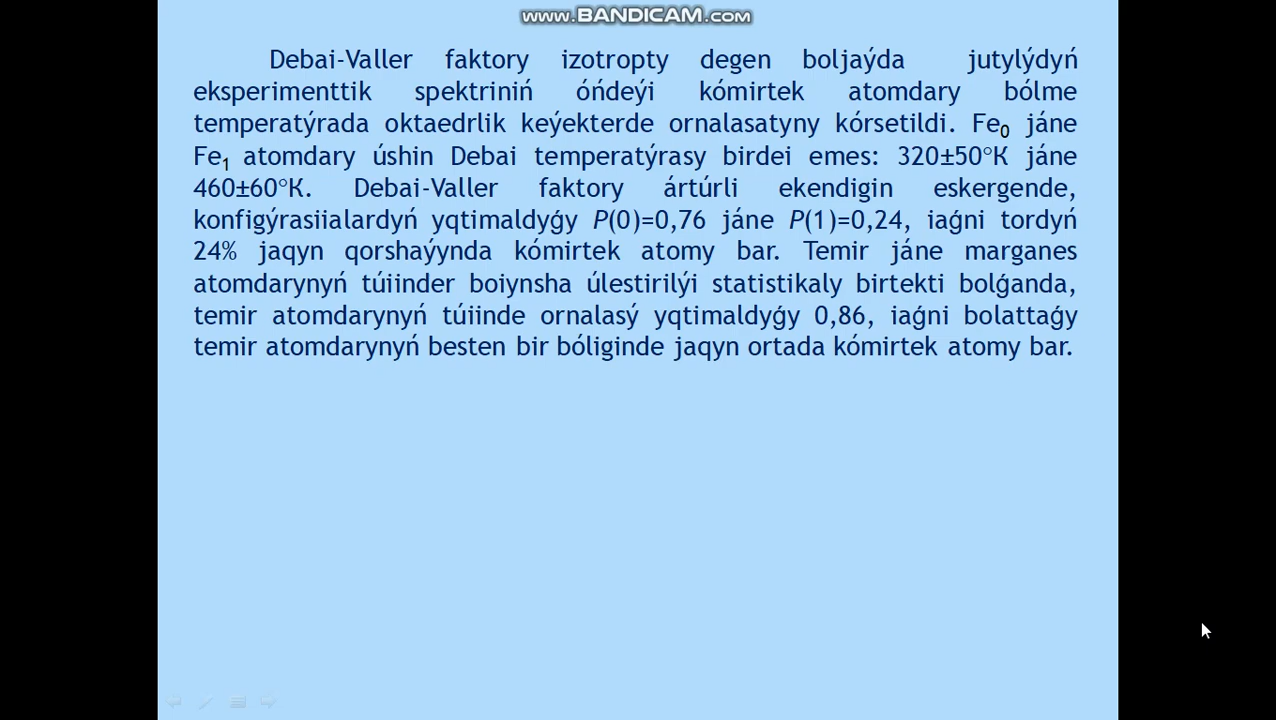 www.BANDICAM.com
Debai-Valler faktory izotropty degen boljaýda jutylýdyń
eksperimenttik spektriniń óńdeýi kómirtek atomdary bólme
temperatýrada oktaedrlik keýekterde ornalasatyny kórsetildi. Fe₀ jáne
Fe₁ atomdary úshin Debai temperatýrasy birdei emes: 320±50°K jáne
460±60°K. Debai-Valler faktory ártúrli ekendigin eskergende,
konfigýrasiialardyń yqtimaldyǵy P(0)=0,76 jáne P(1)=0,24, iaǵni tordyń
24% jaqyn qorshaýynda kómirtek atomy bar. Temir jáne marganes
atomdarynyń túiinder boiynsha úlestirilýi statistikaly birtekti bolǵanda,
temir atomdarynyń túiinde ornalasý yqtimaldyǵy 0,86, iaǵni bolattaǵy
temir atomdarynyń besten bir bóliginde jaqyn ortada kómirtek atomy bar.